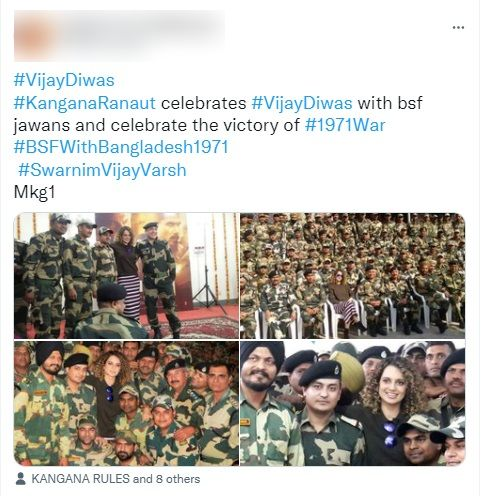 #VijayDiwas
#KanganaRanaut celebrates #VijayDiwas with bsf
jawans and celebrate the victory of #1971War
#BSFWithBangladesh1971
#SwarnimVijayVarsh
Mkg1
KANGANA RULES and 8 others